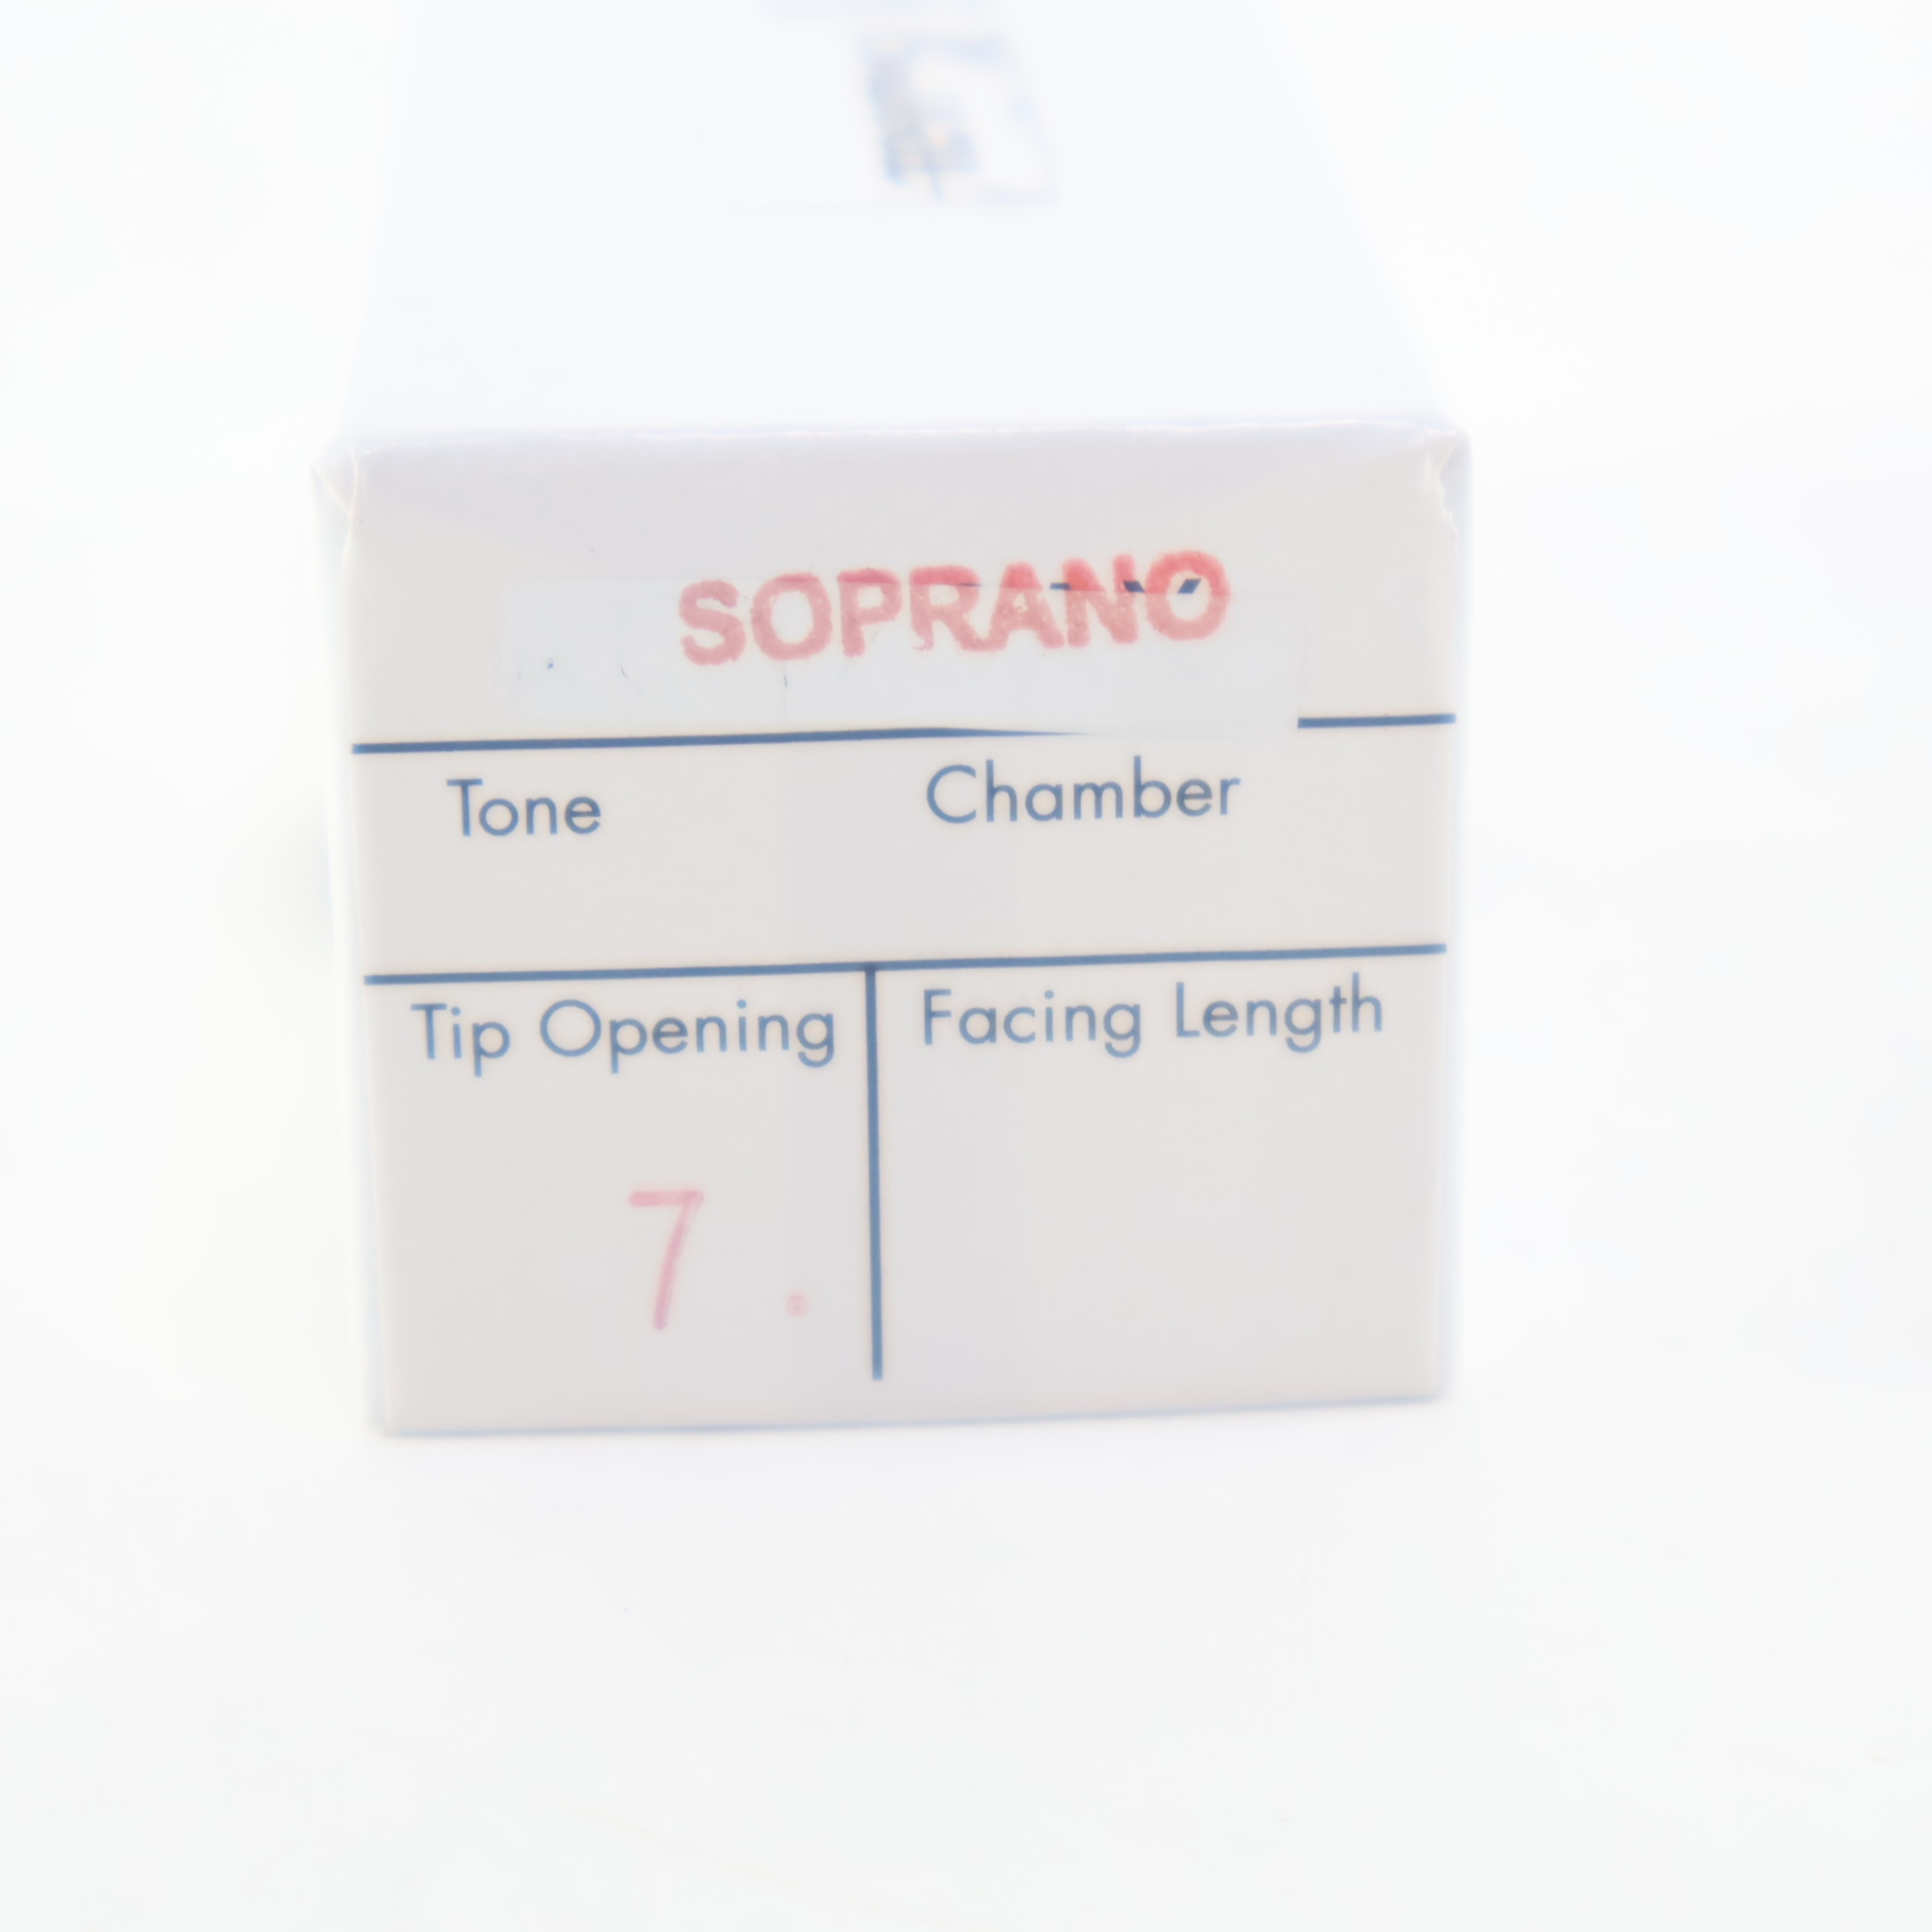 SOPRANO
Tone Chamber
Tip Opening Facing Length
7.